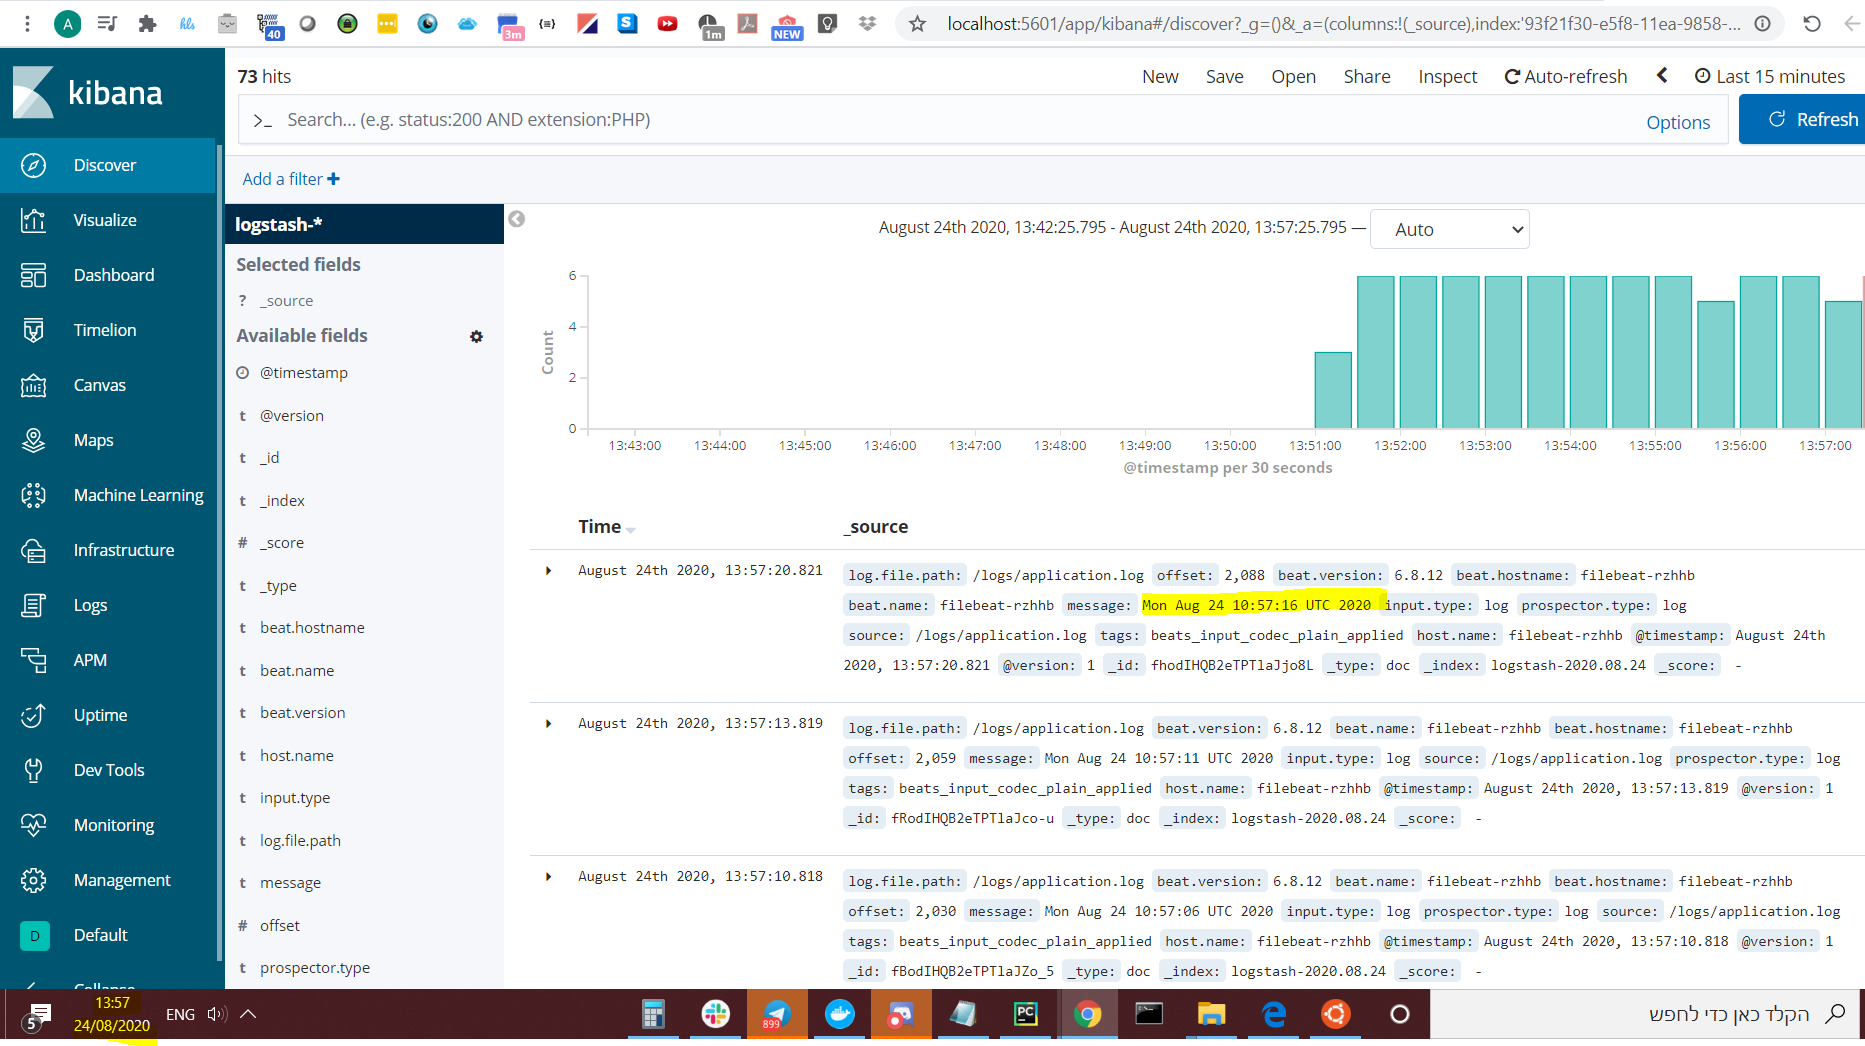 A
40
3m
1m
NEW
localhost:5601/app/kibana#/discover?_g=()&_a=(columns:!(_source),index:'93f21f30-e5f8-11ea-9858-...
kibana
73 hits
New Save Open Share Inspect Auto-refresh Last 15 minutes
>_ Search... (e.g. status:200 AND extension:PHP)
Options
Refresh
Add a filter +
Discover
Visualize
Dashboard
Timelion
Canvas
Maps
Machine Learning
Infrastructure
Logs
APM
Uptime
Dev Tools
Monitoring
Management
D Default
Collapse
logstash-*
Selected fields
? _source
Available fields
@timestamp
t @version
t _id
t _index
# _score
t _type
t beat.hostname
t beat.name
t beat.version
t host.name
t input.type
t log.file.path
t message
# offset
t prospector.type
August 24th 2020, 13:42:25.795 - August 24th 2020, 13:57:25.795 — Auto
6
4
2
0
Count
13:43:00 13:44:00 13:45:00 13:46:00 13:47:00 13:48:00 13:49:00 13:50:00 13:51:00 13:52:00 13:53:00 13:54:00 13:55:00 13:56:00 13:57:00
@timestamp per 30 seconds
Time _source
August 24th 2020, 13:57:20.821
log.file.path: /logs/application.log offset: 2,088 beat.version: 6.8.12 beat.hostname: filebeat-rzhhb
beat.name: filebeat-rzhhb message: Mon Aug 24 10:57:16 UTC 2020 input.type: log prospector.type: log
source: /logs/application.log tags: beats_input_codec_plain_applied host.name: filebeat-rzhhb @timestamp: August 24th
2020, 13:57:20.821 @version: 1 _id: fhodIHQB2eTPTlaJjo8L _type: doc _index: logstash-2020.08.24 _score: -
August 24th 2020, 13:57:13.819
log.file.path: /logs/application.log beat.version: 6.8.12 beat.name: filebeat-rzhhb beat.hostname: filebeat-rzhhb
offset: 2,059 message: Mon Aug 24 10:57:11 UTC 2020 input.type: log source: /logs/application.log prospector.type: log
tags: beats_input_codec_plain_applied host.name: filebeat-rzhhb @timestamp: August 24th 2020, 13:57:13.819 @version: 1
_id: fRodIHQB2eTPTlaJco-u _type: doc _index: logstash-2020.08.24 _score: -
August 24th 2020, 13:57:10.818
log.file.path: /logs/application.log beat.version: 6.8.12 beat.name: filebeat-rzhhb beat.hostname: filebeat-rzhhb
offset: 2,030 message: Mon Aug 24 10:57:06 UTC 2020 input.type: log prospector.type: log source: /logs/application.log
tags: beats_input_codec_plain_applied host.name: filebeat-rzhhb @timestamp: August 24th 2020, 13:57:10.818 @version: 1
_id: fBodIHQB2eTPTlaJZo_5 _type: doc _index: logstash-2020.08.24 _score: -
5
13:57
24/08/2020
ENG
899
PC
הקלד כאן כדי לחפש